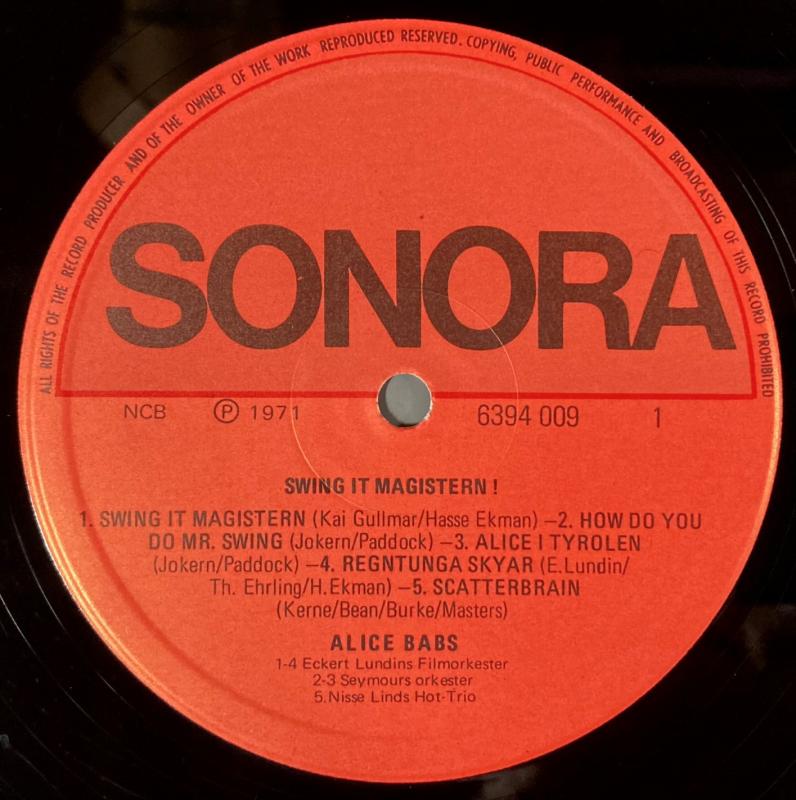 ALL RIGHTS OF THE RECORD PRODUCER AND OF THE OWNER OF THE WORK REPRODUCED RESERVED. COPYING, PUBLIC PERFORMANCE AND BROADCASTING OF THIS RECORD PROHIBITED
SONORA
NCB ℗ 1971 6394 009 1
SWING IT MAGISTERN !
1. SWING IT MAGISTERN (Kai Gullmar/Hasse Ekman) –2. HOW DO YOU
DO MR. SWING (Jokern/Paddock) –3. ALICE I TYROLEN
(Jokern/Paddock) –4. REGNTUNGA SKYAR (E.Lundin/
Th. Ehrling/H.Ekman) –5. SCATTERBRAIN
(Kerne/Bean/Burke/Masters)
ALICE BABS
1-4 Eckert Lundins Filmorkester
2-3 Seymours orkester
5.Nisse Linds Hot-Trio